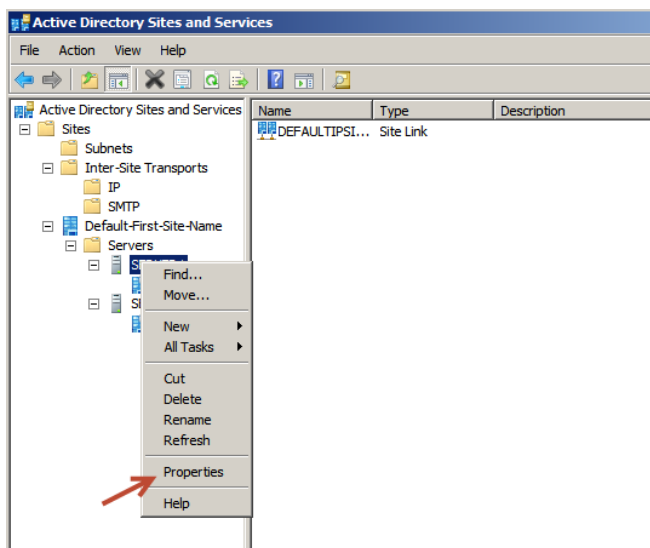 Active Directory Sites and Services
File Action View Help
Active Directory Sites and Services
Name Type Description
Sites
DEFAULTIPSI... Site Link
Subnets
Inter-Site Transports
IP
SMTP
Default-First-Site-Name
Servers
Find...
Move...
New
All Tasks
Cut
Delete
Rename
Refresh
Properties
Help